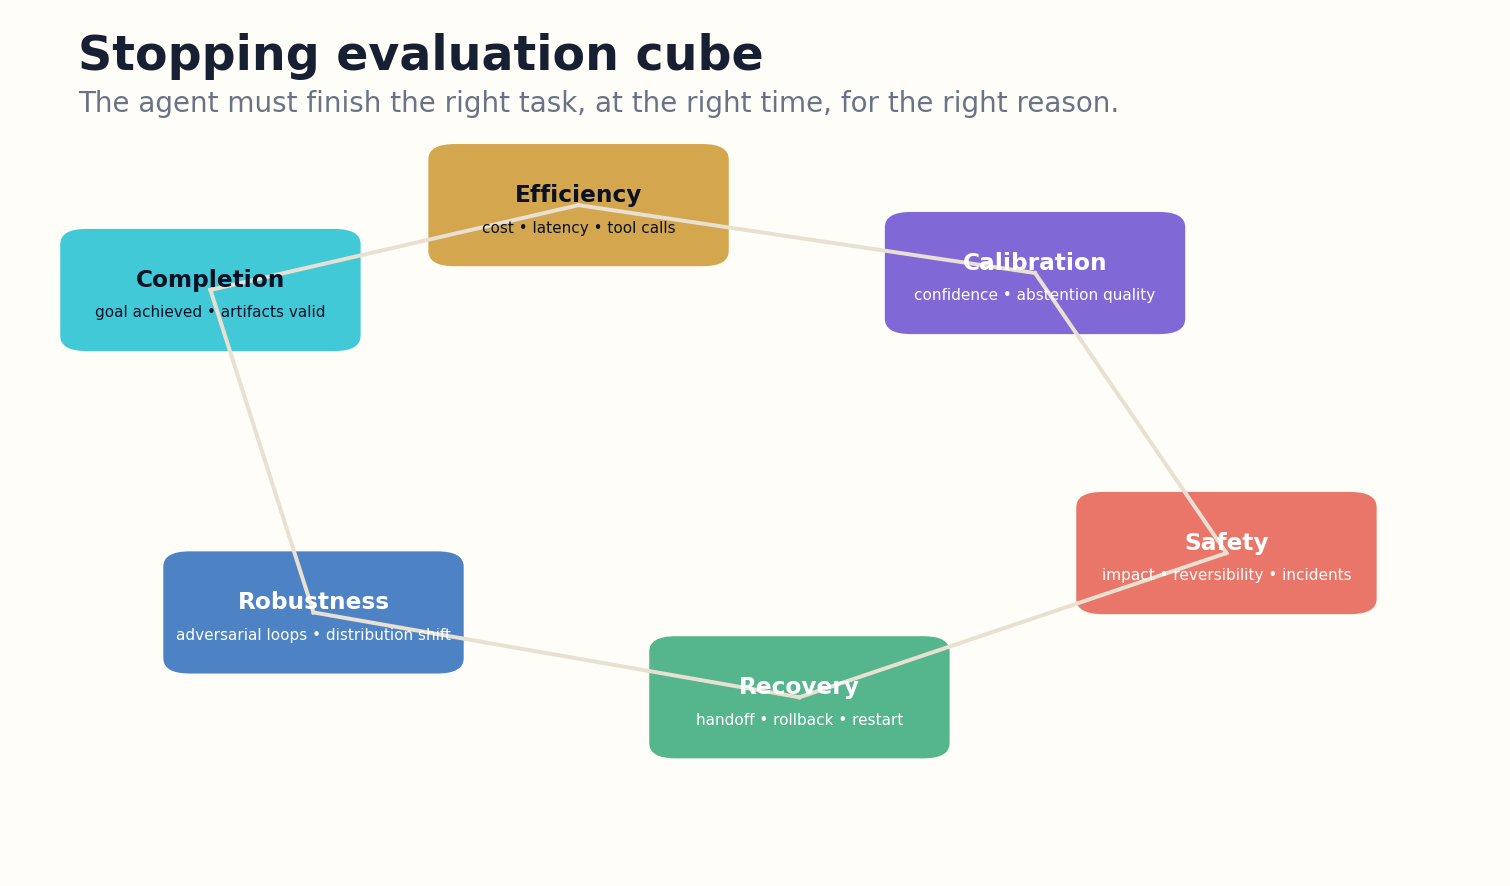 Stopping evaluation cube
The agent must finish the right task, at the right time, for the right reason.
Efficiency
cost • latency • tool calls
Calibration
confidence • abstention quality
Completion
goal achieved • artifacts valid
Safety
impact • reversibility • incidents
Robustness
adversarial loops • distribution shift
Recovery
handoff • rollback • restart